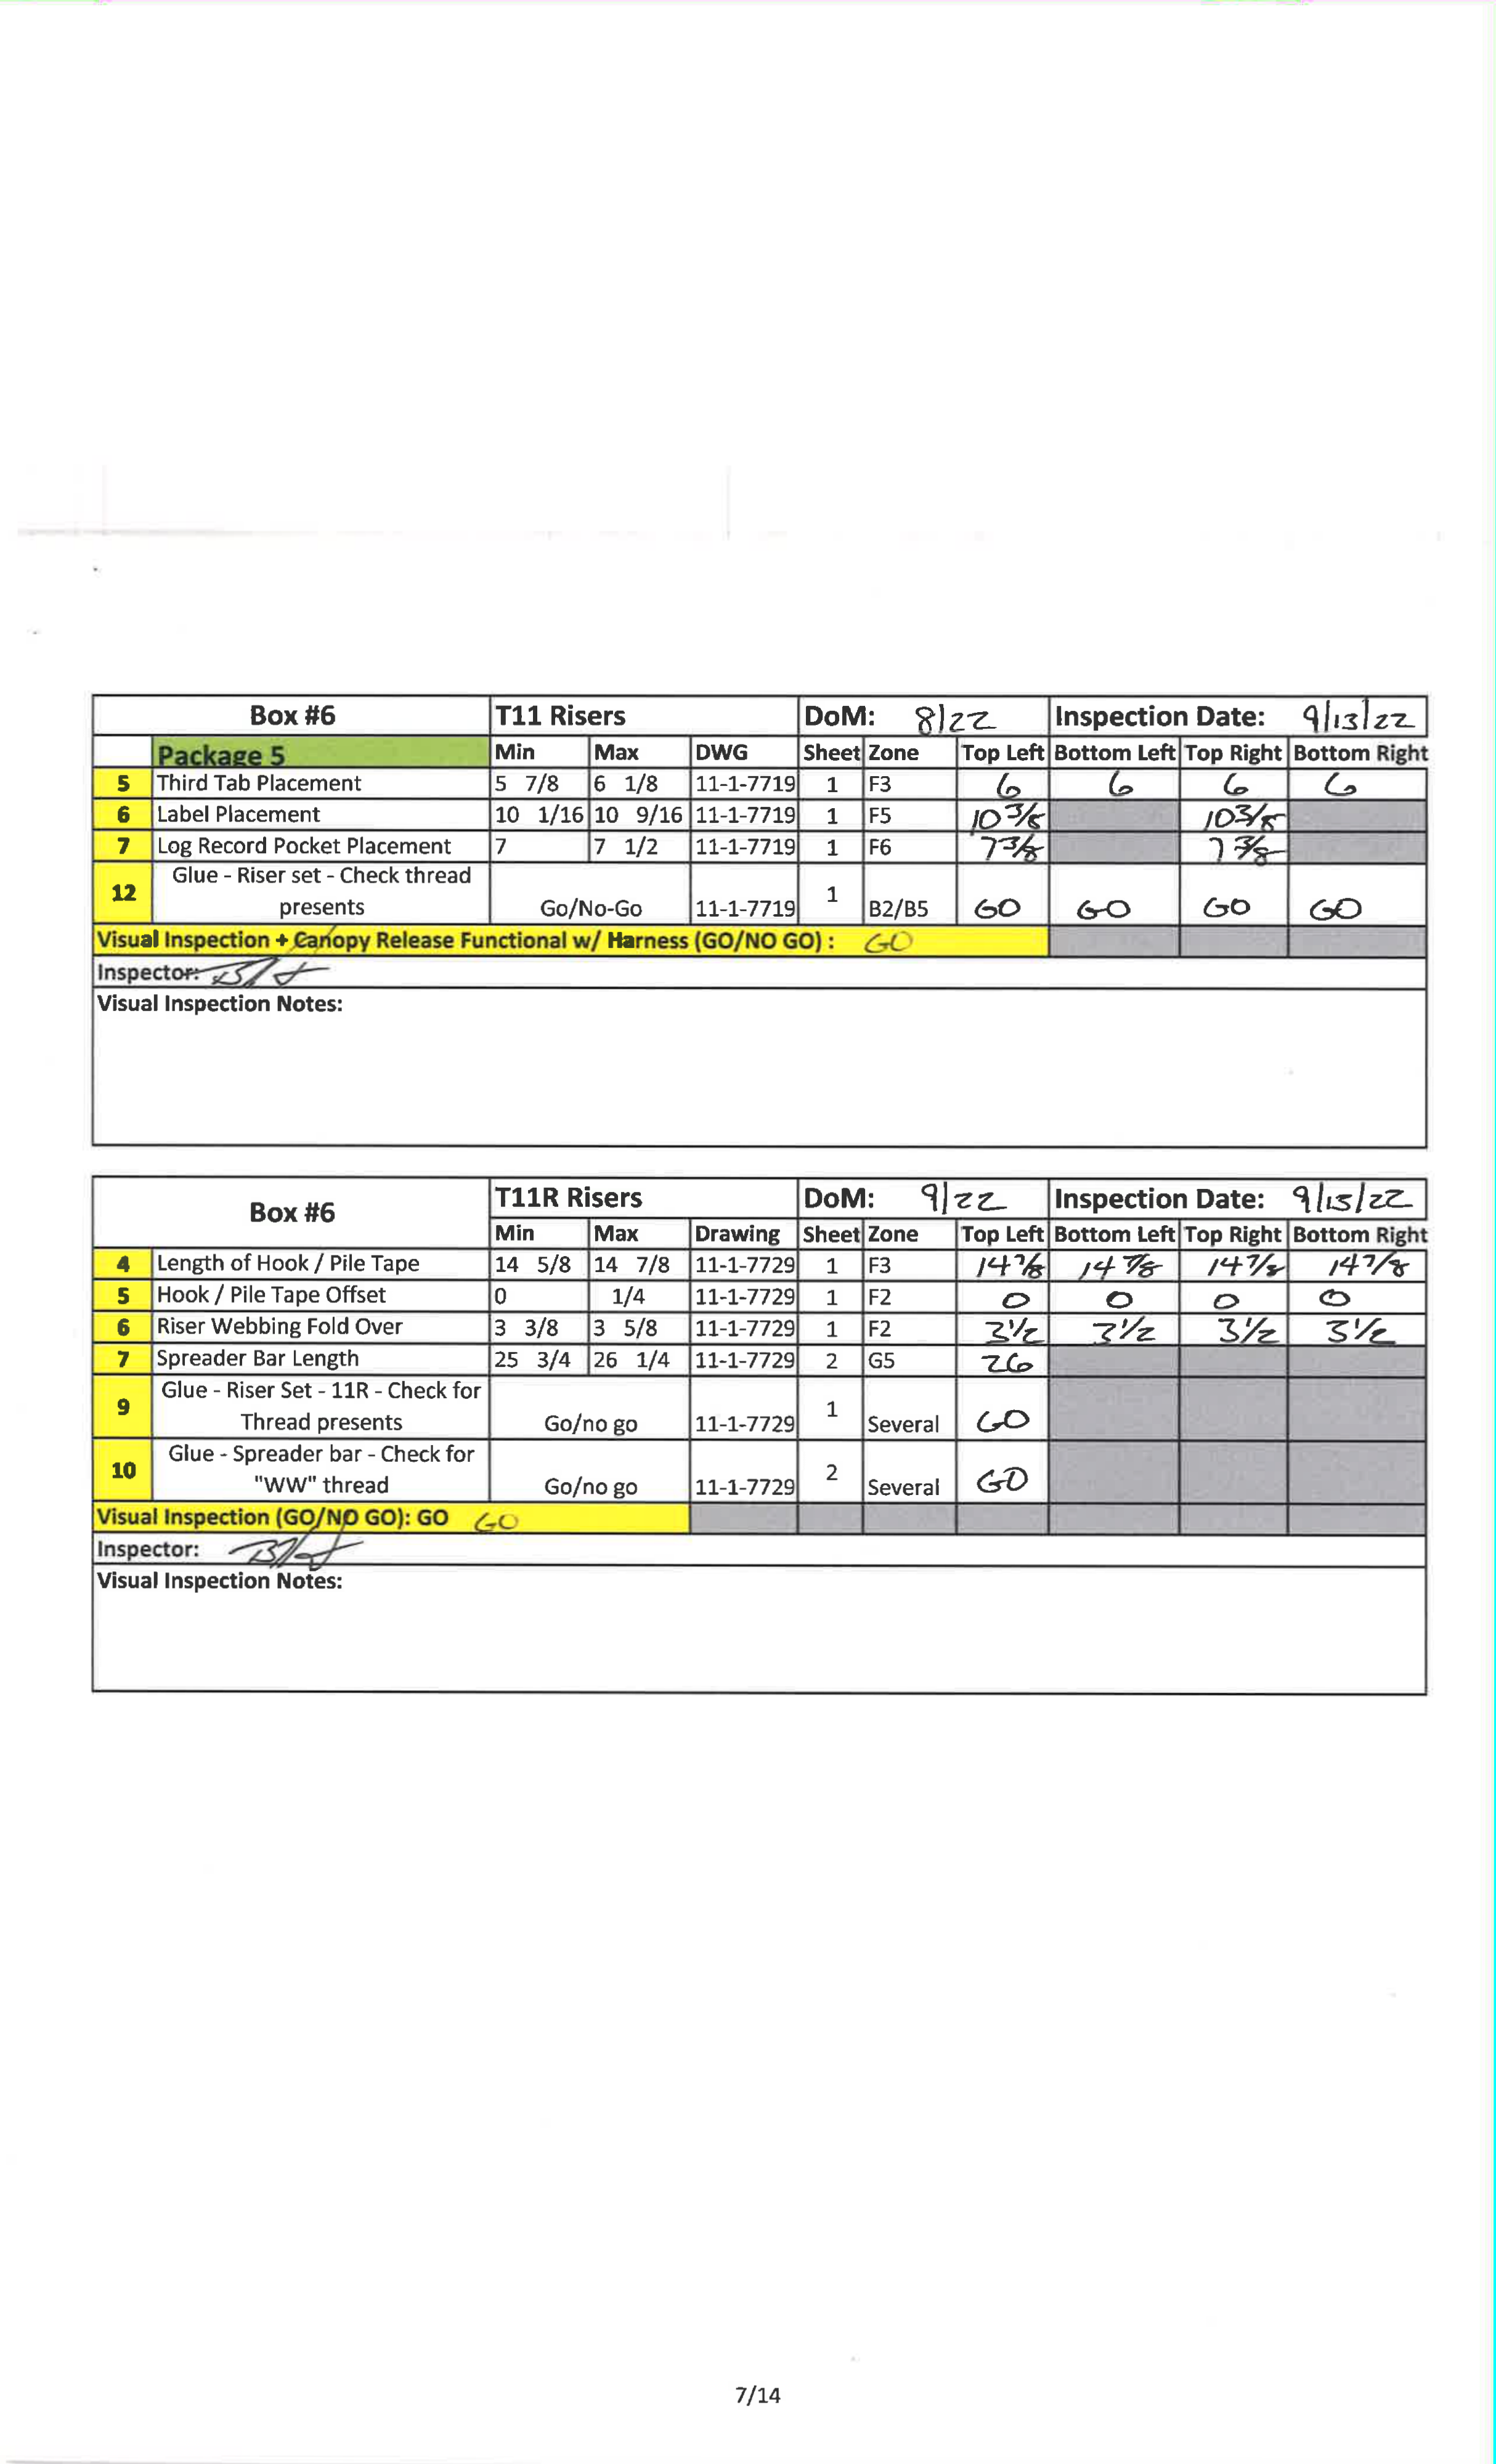 Box #6 T11 Risers DoM: 8/22 Inspection Date: 9/13/22
Package 5 Min Max DWG Sheet Zone Top Left Bottom Left Top Right Bottom Right
5 Third Tab Placement 5 7/8 6 1/8 11-1-7719 1 F3 6 6 6 6
6 Label Placement 10 1/16 10 9/16 11-1-7719 1 F5 10 3/8 10 3/8
7 Log Record Pocket Placement 7 7 1/2 11-1-7719 1 F6 7 3/8 7 3/8
12 Glue - Riser set - Check thread
presents Go/No-Go 11-1-7719 1 B2/B5 GO GO GO GO
Visual Inspection + Canopy Release Functional w/ Harness (GO/NO GO) : GO
Inspector:
Visual Inspection Notes:
Box #6 T11R Risers DoM: 9/22 Inspection Date: 9/15/22
Min Max Drawing Sheet Zone Top Left Bottom Left Top Right Bottom Right
4 Length of Hook / Pile Tape 14 5/8 14 7/8 11-1-7729 1 F3 14 7/8 14 7/8 14 7/8 14 7/8
5 Hook / Pile Tape Offset 0 1/4 11-1-7729 1 F2 0 0 0 0
6 Riser Webbing Fold Over 3 3/8 3 5/8 11-1-7729 1 F2 3 1/2 3 1/2 3 1/2 3 1/2
7 Spreader Bar Length 25 3/4 26 1/4 11-1-7729 2 G5 26
9 Glue - Riser Set - 11R - Check for
Thread presents Go/no go 11-1-7729 1 Several GO
10 Glue - Spreader bar - Check for
"WW" thread Go/no go 11-1-7729 2 Several GO
Visual Inspection (GO/NO GO): GO GO
Inspector:
Visual Inspection Notes:
7/14